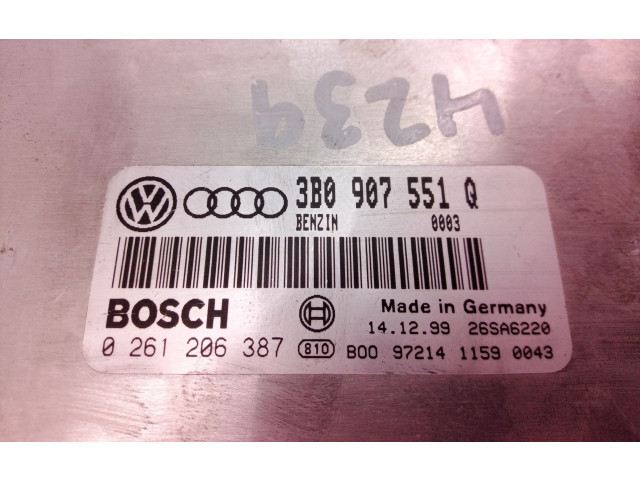 3B0 907 551 Q
BENZIN 0003
BOSCH
Made in Germany
14.12.99 26SA6220
0 261 206 387 810 B00 97214 1159 0043